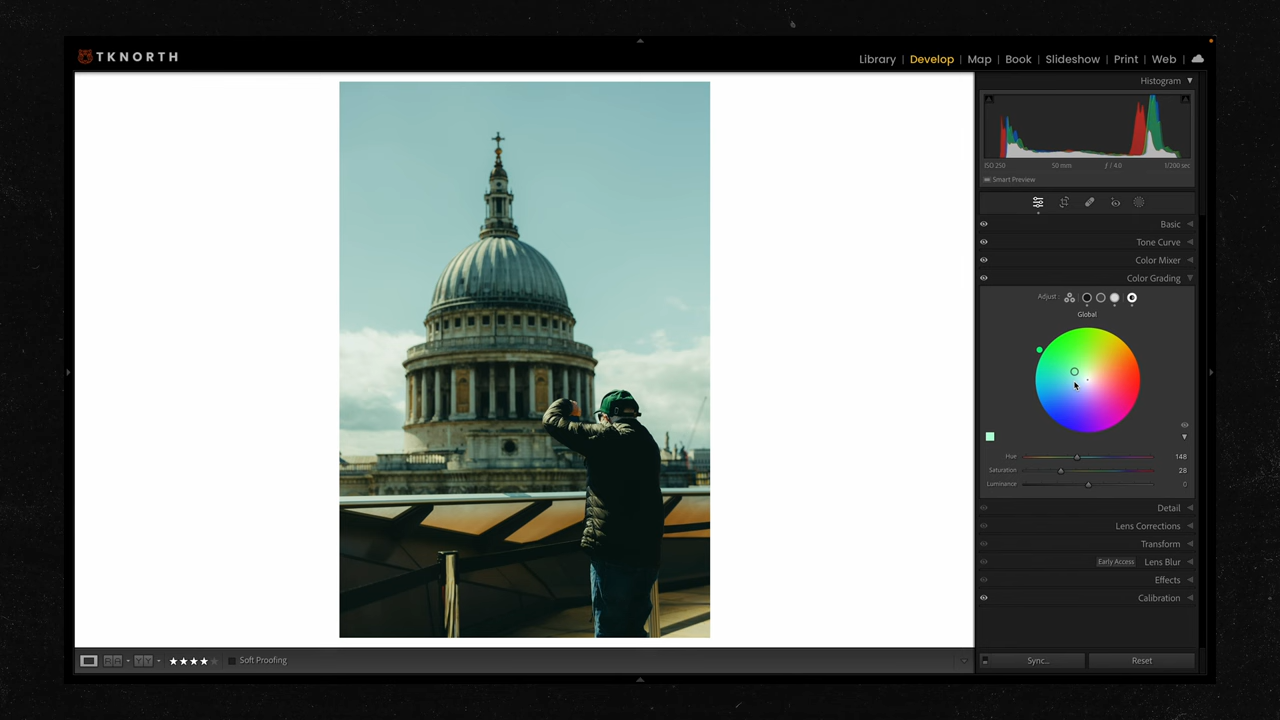 TKNORTH
Library | Develop | Map | Book | Slideshow | Print | Web |
Histogram
ISO 250 50 mm ƒ / 4.0 1/200 sec
Smart Preview
Basic
Tone Curve
Color Mixer
Color Grading
Adjust :
Global
Hue 148
Saturation 28
Luminance 0
Detail
Lens Corrections
Transform
Early Access Lens Blur
Effects
Calibration
Soft Proofing
Sync...
Reset